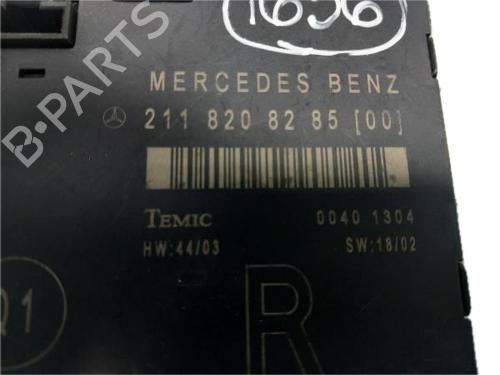 1656
MERCEDES BENZ
211 820 82 85 [00]
TEMIC 0040 1304
HW:44/03 SW:18/02
Q1
R
B-PARTS